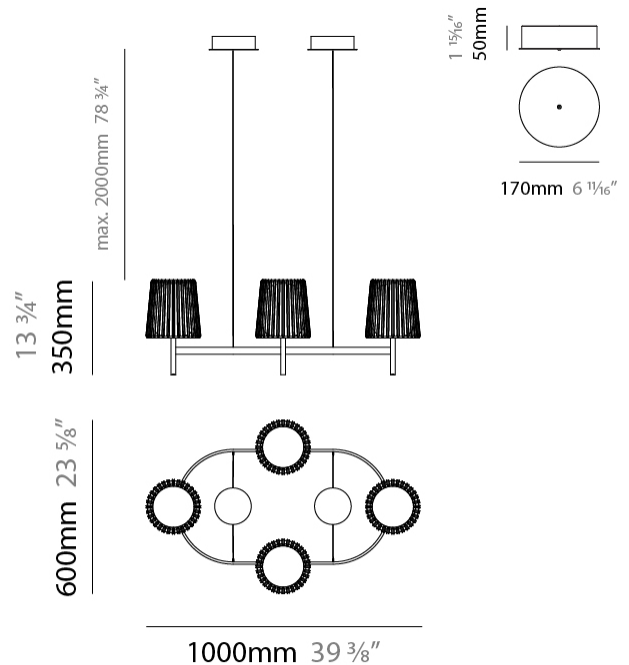 1 15/16"
50mm
170mm 6 11/16"
max. 2000mm 78 3/4"
13 3/4"
350mm
600mm 23 5/8"
1000mm 39 3/8"